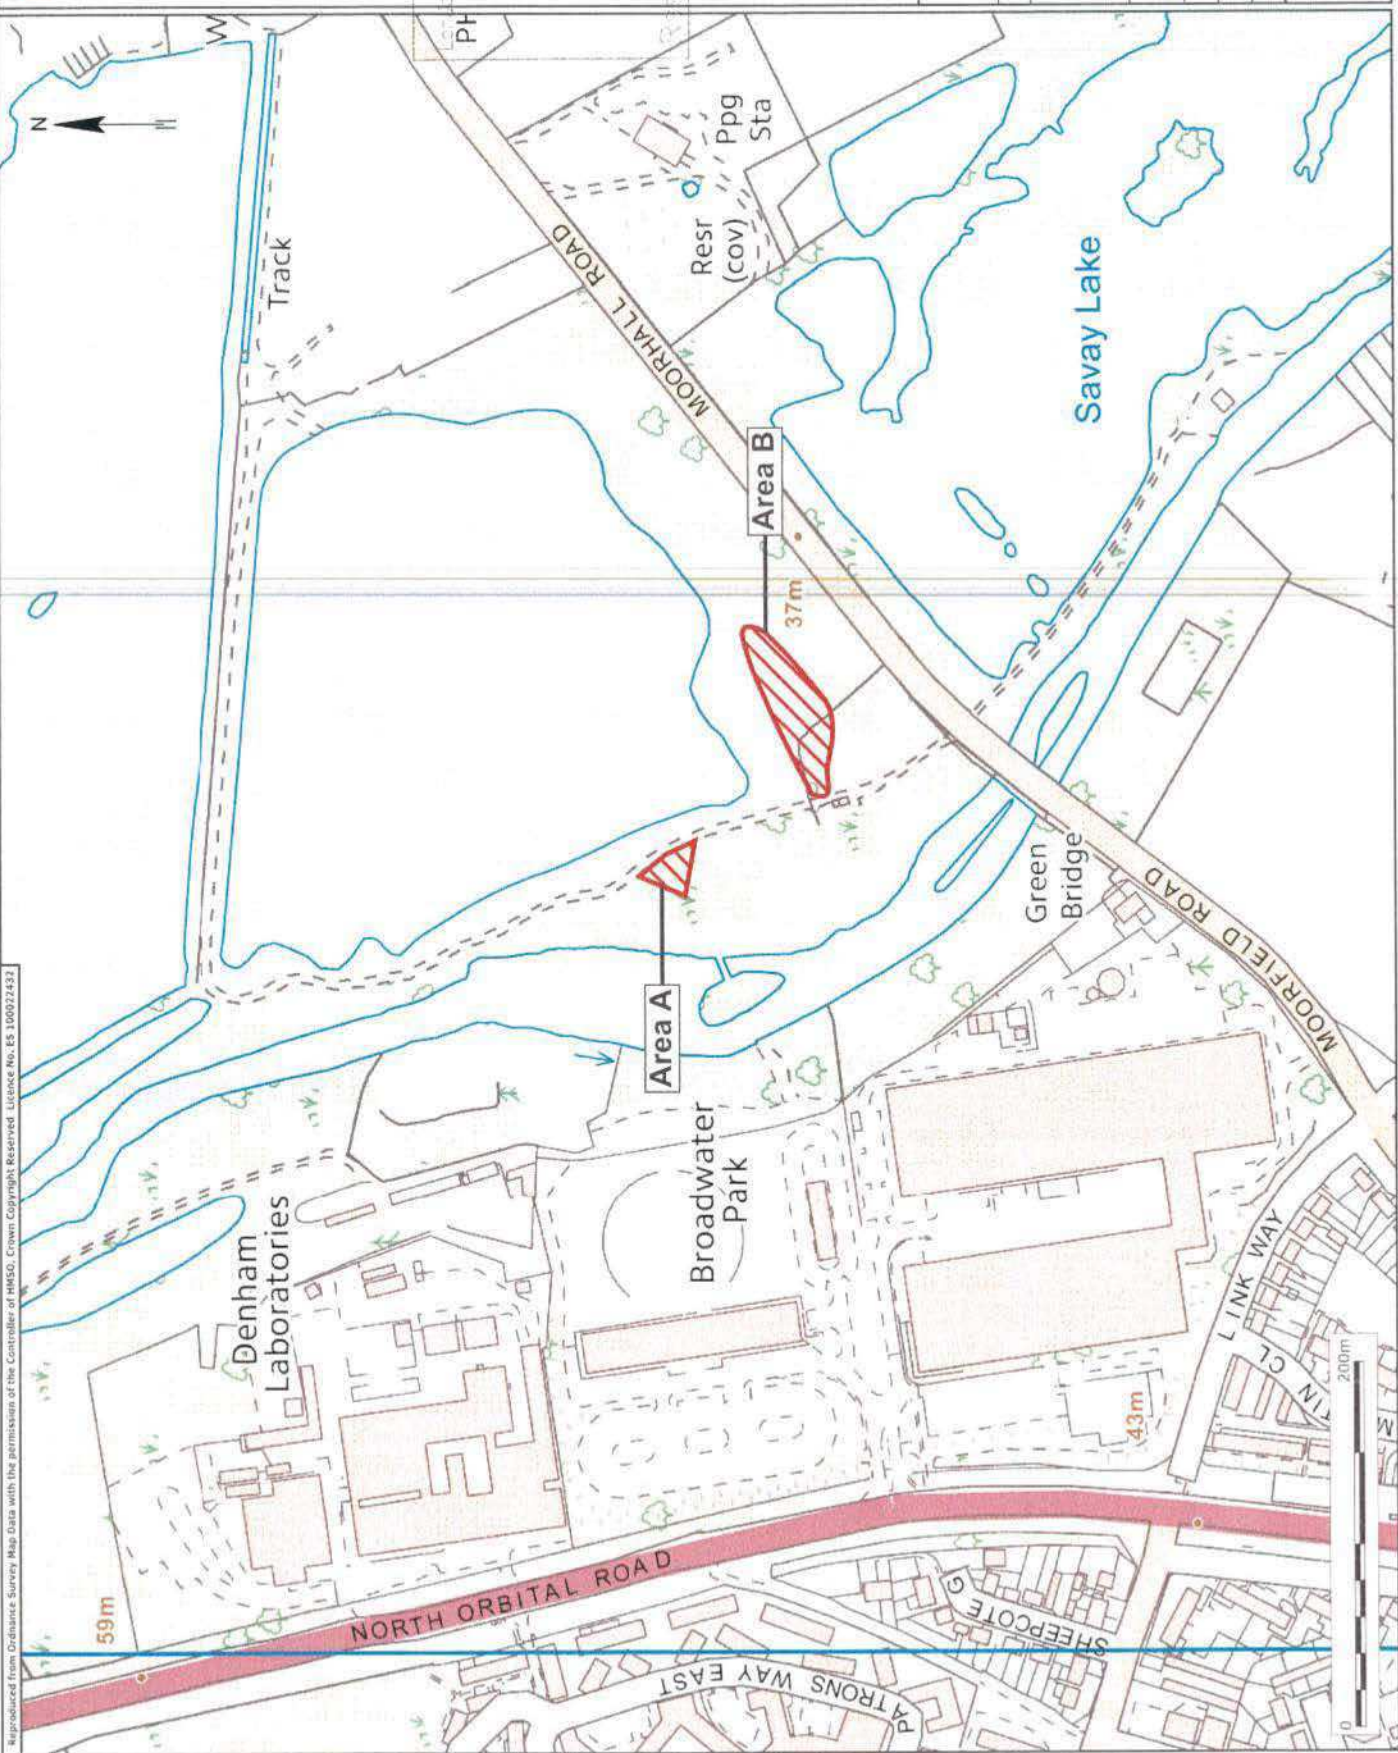 Reproduced from Ordnance Survey Map Data with the permission of the Controller of HMSO, Crown Copyright Reserved. Licence No. ES 100022432
N
W
PH
Track
Ppg
Sta
Resr
(cov)
MOORHALL ROAD
Savay Lake
Area B
37m
Area A
Green
Bridge
MOORFIELD ROAD
Broadwater
Park
Denham
Laboratories
59m
NORTH ORBITAL ROAD
PATRONS WAY EAST
SHEEPCOTE G
43m
LINK WAY
TIN CL
0
200m